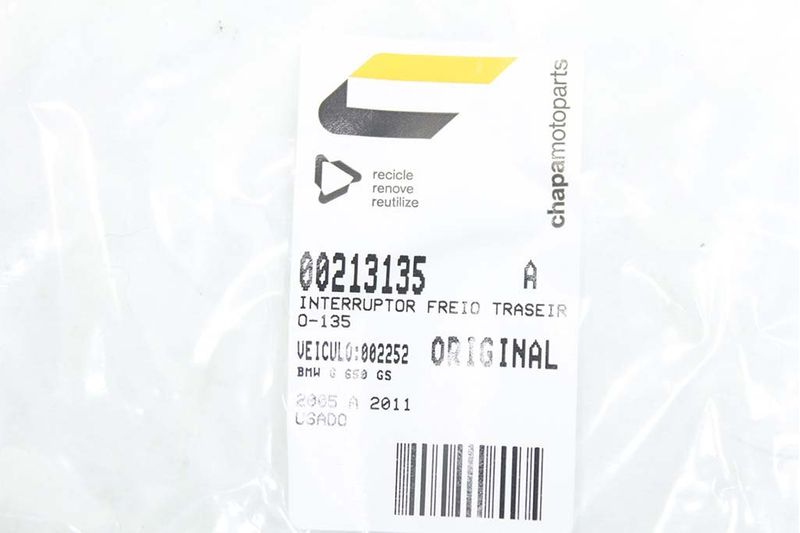 chapamotoparts
recicle
renove
reutilize
00213135 A
INTERRUPTOR FREIO TRASEIR
O-135
VEICULO:002252 ORIGINAL
BMW G 650 GS
2005 A 2011
USADO